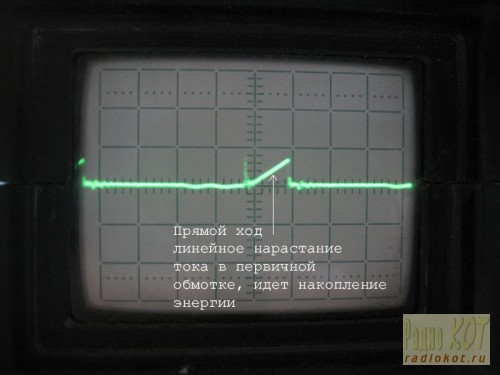 Прямой ход
линейное нарастание
тока в первичной
обмотке, идет накопление
энергии
Радио КОТ
radiokot.ru